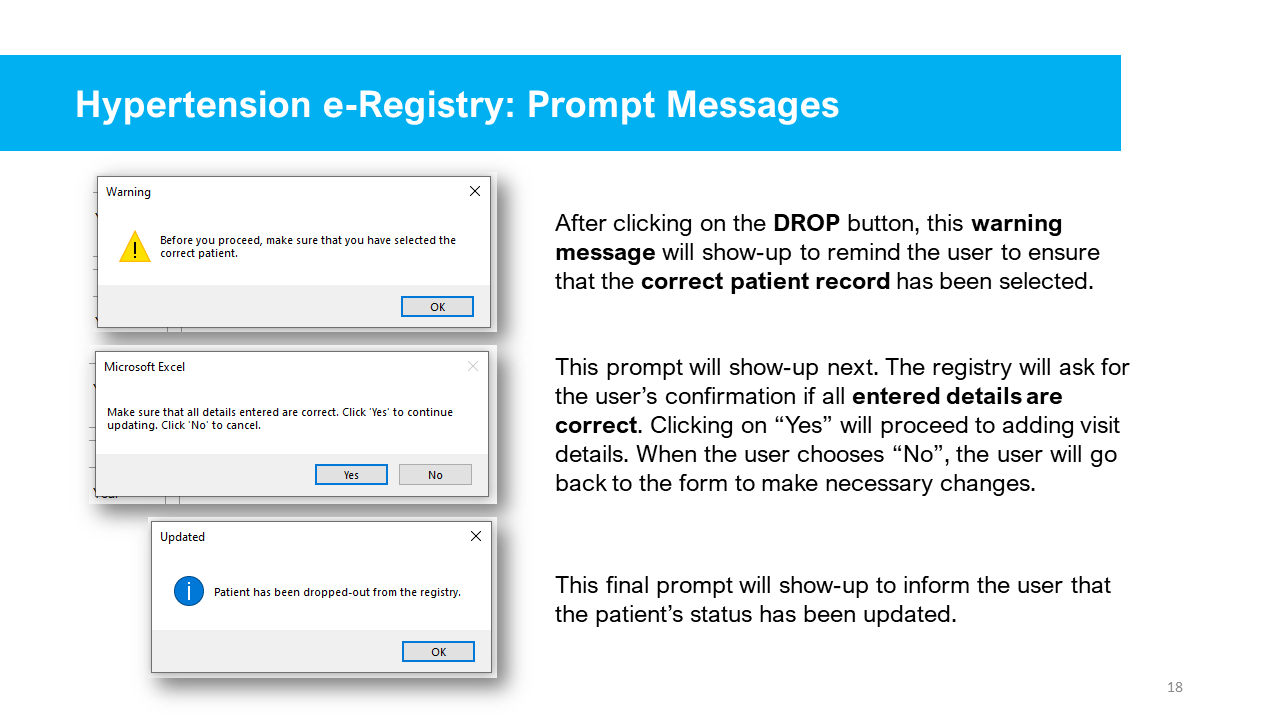 Hypertension e-Registry: Prompt Messages
Warning
Before you proceed, make sure that you have selected the
correct patient.
OK
After clicking on the DROP button, this warning
message will show-up to remind the user to ensure
that the correct patient record has been selected.
Microsoft Excel
Make sure that all details entered are correct. Click 'Yes' to continue
updating. Click 'No' to cancel.
Yes
No
This prompt will show-up next. The registry will ask for
the user’s confirmation if all entered details are
correct. Clicking on “Yes” will proceed to adding visit
details. When the user chooses “No”, the user will go
back to the form to make necessary changes.
Updated
Patient has been dropped-out from the registry.
OK
This final prompt will show-up to inform the user that
the patient’s status has been updated.
18